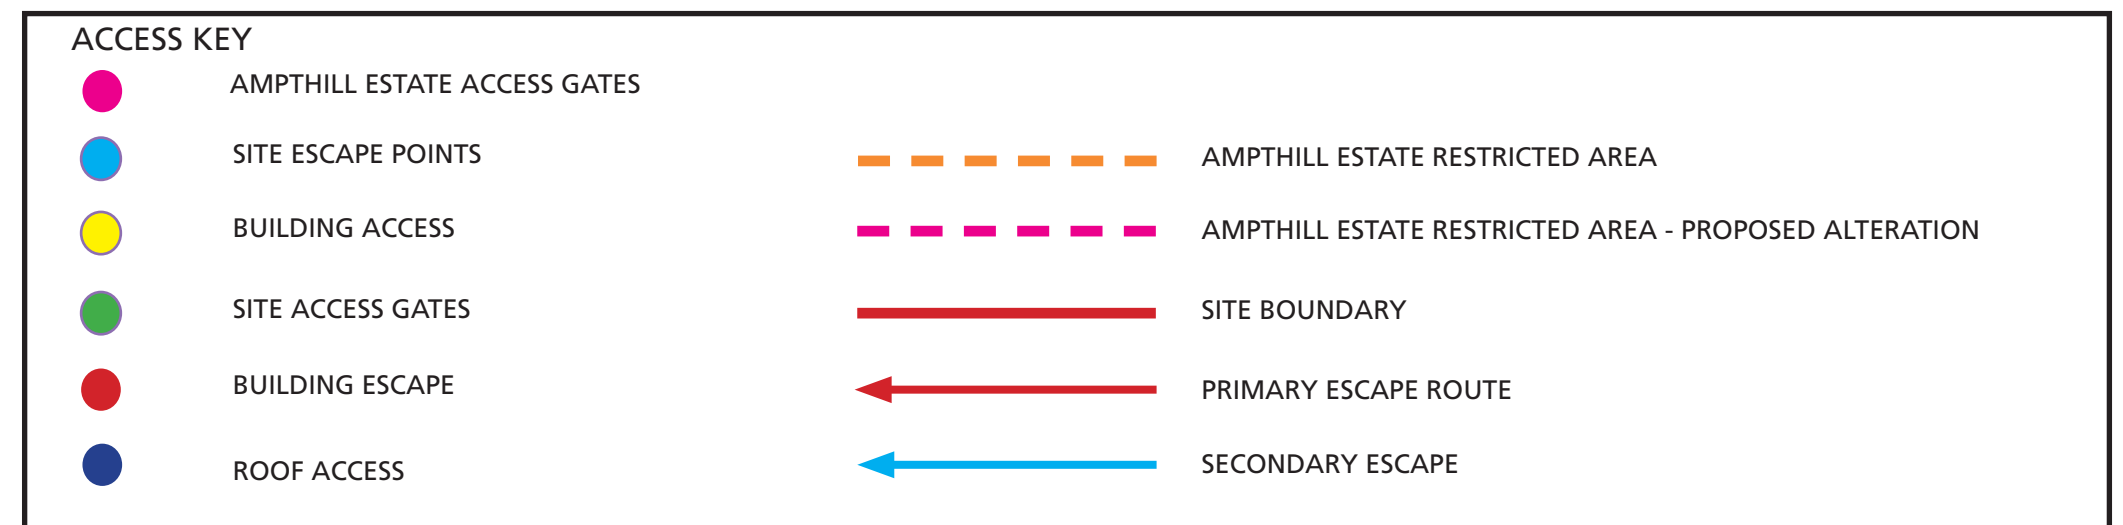 ACCESS KEY
AMPTHILL ESTATE ACCESS GATES
SITE ESCAPE POINTS
BUILDING ACCESS
SITE ACCESS GATES
BUILDING ESCAPE
ROOF ACCESS
AMPTHILL ESTATE RESTRICTED AREA
AMPTHILL ESTATE RESTRICTED AREA - PROPOSED ALTERATION
SITE BOUNDARY
PRIMARY ESCAPE ROUTE
SECONDARY ESCAPE